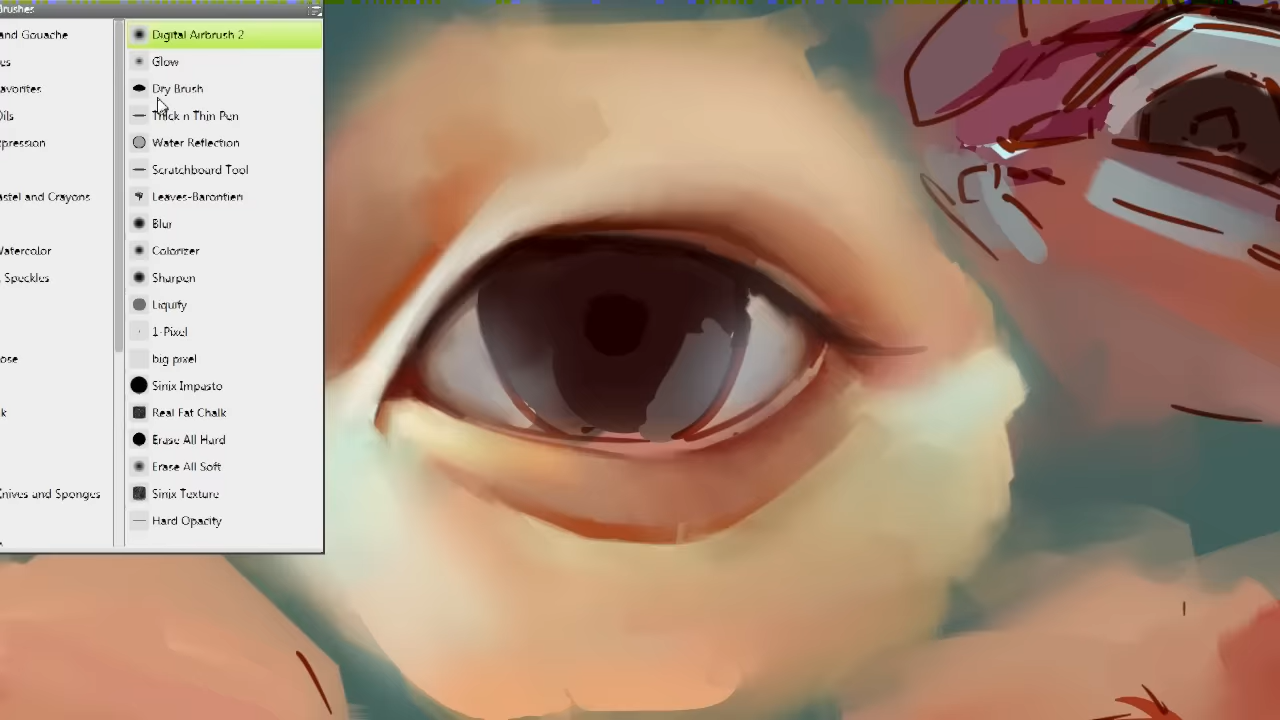 Brushes
and Gouache
es
avorites
Oils
pression
astel and Crayons
Watercolor
Speckles
ose
k
Knives and Sponges
Digital Airbrush 2
Glow
Dry Brush
Thick n Thin Pen
Water Reflection
Scratchboard Tool
Leaves-Barontieri
Blur
Colorizer
Sharpen
Liquify
1-Pixel
big pixel
Sinix Impasto
Real Fat Chalk
Erase All Hard
Erase All Soft
Sinix Texture
Hard Opacity